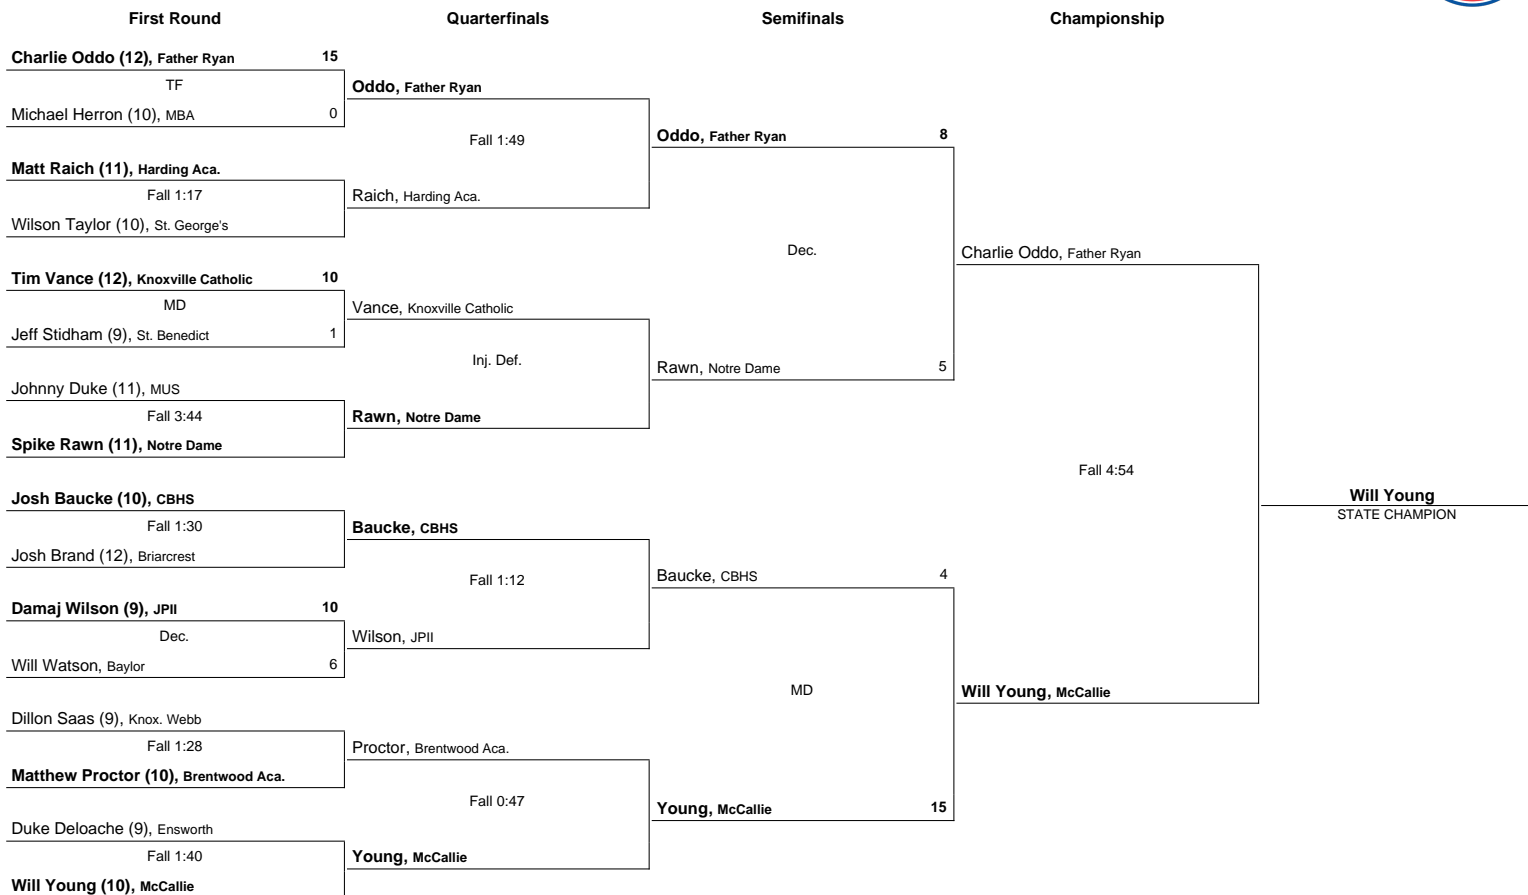 First Round Quarterfinals Semifinals Championship
Charlie Oddo (12), Father Ryan 15
TF
Michael Herron (10), MBA 0
Matt Raich (11), Harding Aca.
Fall 1:17
Wilson Taylor (10), St. George's
Tim Vance (12), Knoxville Catholic 10
MD
Jeff Stidham (9), St. Benedict 1
Johnny Duke (11), MUS
Fall 3:44
Spike Rawn (11), Notre Dame
Josh Baucke (10), CBHS
Fall 1:30
Josh Brand (12), Briarcrest
Damaj Wilson (9), JPII 10
Dec.
Will Watson, Baylor 6
Dillon Saas (9), Knox. Webb
Fall 1:28
Matthew Proctor (10), Brentwood Aca.
Duke Deloache (9), Ensworth
Fall 1:40
Will Young (10), McCallie
Oddo, Father Ryan
Fall 1:49
Raich, Harding Aca.
Vance, Knoxville Catholic
Inj. Def.
Rawn, Notre Dame
Baucke, CBHS
Fall 1:12
Wilson, JPII
Proctor, Brentwood Aca.
Fall 0:47
Young, McCallie
Oddo, Father Ryan 8
Dec.
Rawn, Notre Dame 5
Baucke, CBHS 4
MD
Young, McCallie 15
Charlie Oddo, Father Ryan
Fall 4:54
Will Young, McCallie
Will Young
STATE CHAMPION